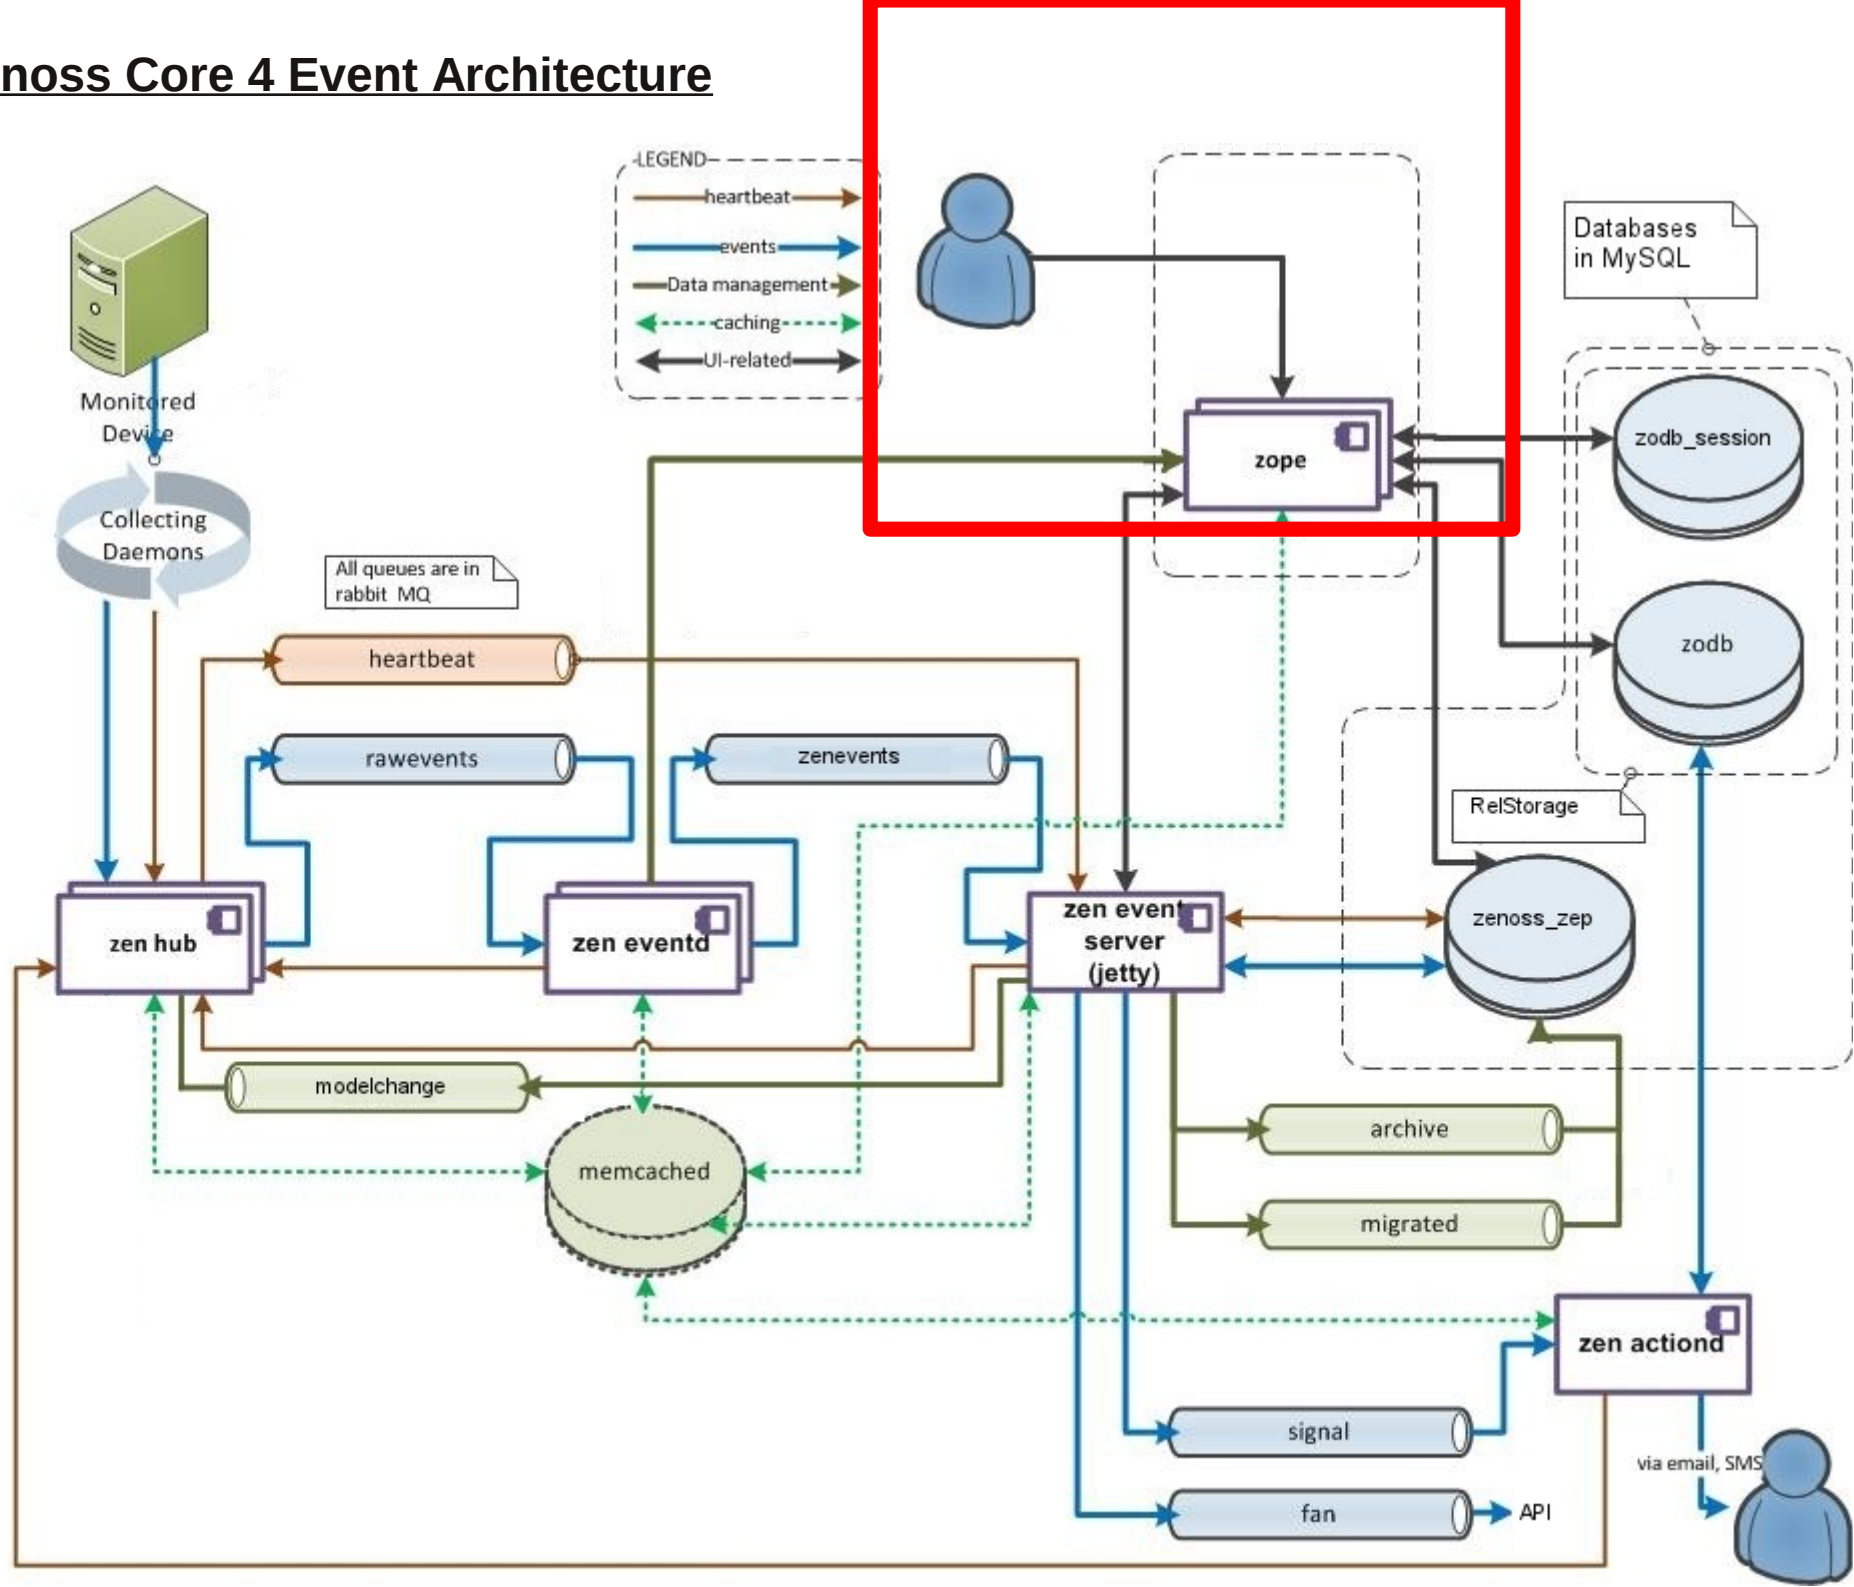 noss Core 4 Event Architecture
LEGEND
heartbeat
events
Data management
caching
UI-related
Databases
in MySQL
Monitored
Device
zodb_session
zope
Collecting
Daemons
All queues are in
rabbit MQ
zodb
heartbeat
rawevents
zenevents
RelStorage
zen hub
zen eventd
zen event
server
(jetty)
zenoss_zep
modelchange
archive
memcached
migrated
zen actiond
signal
via email, SMS
fan
API